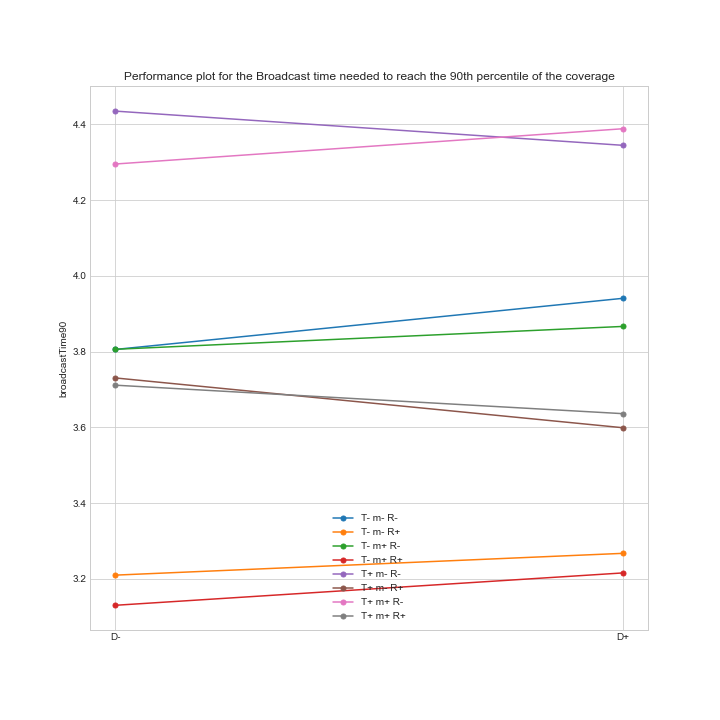 Performance plot for the Broadcast time needed to reach the 90th percentile of the coverage
4.4
4.2
4.0
3.8
3.6
3.4
3.2
broadcastTime90
T- m- R-
T- m- R+
T- m+ R-
T- m+ R+
T+ m- R-
T+ m- R+
T+ m+ R-
T+ m+ R+
D-
D+